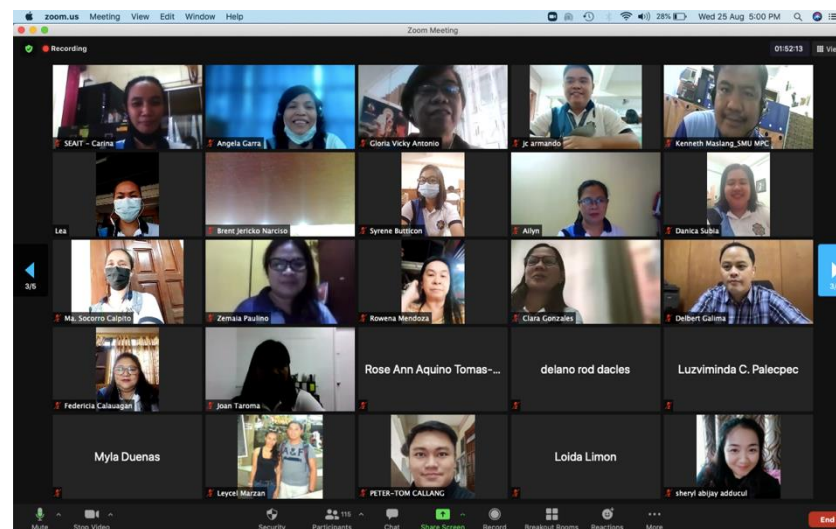 zoom.us Meeting View Edit Window Help
28% Wed 25 Aug 5:00 PM
Zoom Meeting
Recording
01:52:13
SEAIT - Carina
Angela Garra
Gloria Vicky Antonio
jc armando
Kenneth Maslang_SMU MPC
Lea
Brent Jericko Narciso
Syrene Butticon
Ailyn
Danica Subia
3/5
Ma. Socorro Calpito
Zemaia Paulino
Rowena Mendoza
Clara Gonzales
Delbert Galima
Federicia Calauagan
Joan Taroma
Rose Ann Aquino Tomas-...
delano rod dacles
Luzviminda C. Palecpec
Myla Duenas
Leycel Marzan
PETER-TOM CALLANG
Loida Limon
sheryl abijay adducul
Mute
Stop Video
Security
115
Participants
Chat
Share Screen
Record
Breakout Rooms
Reactions
More
End